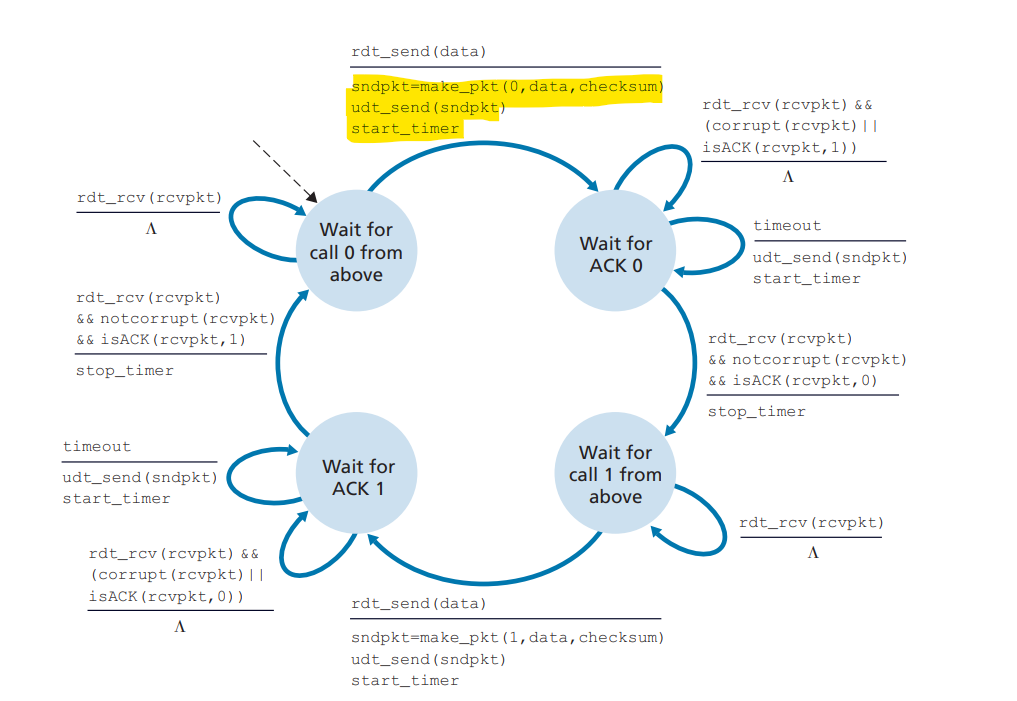 rdt_send(data)
sndpkt=make_pkt(0,data,checksum)
udt_send(sndpkt)
start_timer
rdt_rcv(rcvpkt) &&
(corrupt(rcvpkt)||
isACK(rcvpkt,1))
Λ
rdt_rcv(rcvpkt)
Λ
Wait for
call 0 from
above
Wait for
ACK 0
timeout
udt_send(sndpkt)
start_timer
rdt_rcv(rcvpkt)
&& notcorrupt(rcvpkt)
&& isACK(rcvpkt,1)
stop_timer
rdt_rcv(rcvpkt)
&& notcorrupt(rcvpkt)
&& isACK(rcvpkt,0)
stop_timer
timeout
udt_send(sndpkt)
start_timer
Wait for
ACK 1
Wait for
call 1 from
above
rdt_rcv(rcvpkt)
Λ
rdt_rcv(rcvpkt) &&
(corrupt(rcvpkt)||
isACK(rcvpkt,0))
Λ
rdt_send(data)
sndpkt=make_pkt(1,data,checksum)
udt_send(sndpkt)
start_timer